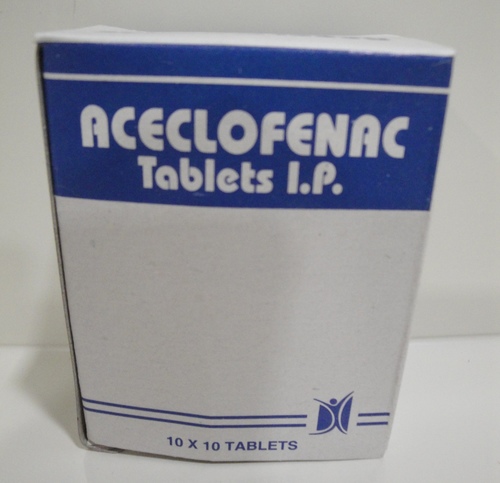 ACECLOFENAC
Tablets I.P.
10 X 10 TABLETS